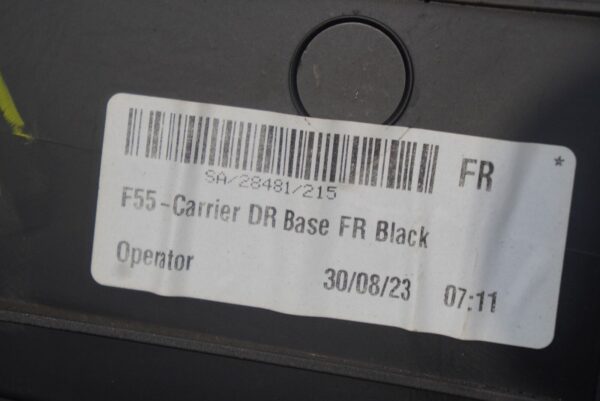 FR *
SA/28481/215
F55-Carrier DR Base FR Black
Operator 30/08/23 07:11